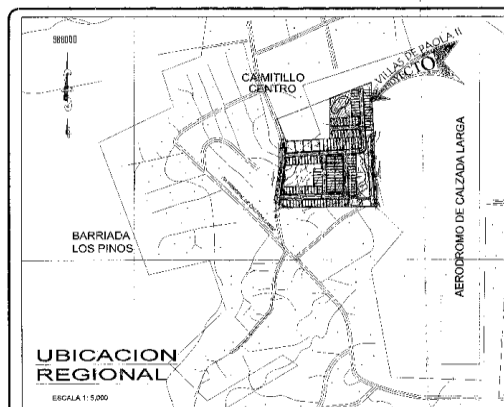 986000
CAIMITILLO
CENTRO
VILLAS DE PAOLA II
PROYECTO
AERODROMO DE CALZADA LARGA
BARRIADA
LOS PINOS
UBICACION
REGIONAL
ESCALA 1: 5,000